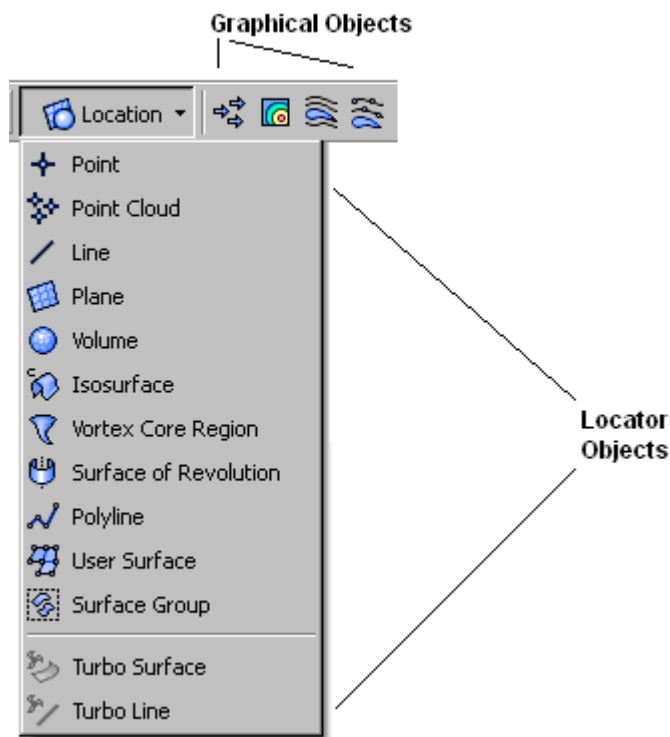 Graphical Objects
Location
Point
Point Cloud
Line
Plane
Volume
Isosurface
Vortex Core Region
Surface of Revolution
Polyline
User Surface
Surface Group
Turbo Surface
Turbo Line
Locator
Objects